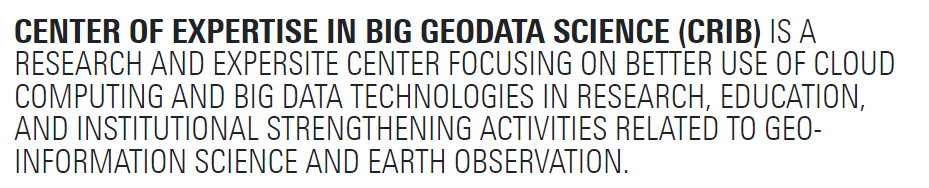 CENTER OF EXPERTISE IN BIG GEODATA SCIENCE (CRIB) IS A
RESEARCH AND EXPERSITE CENTER FOCUSING ON BETTER USE OF CLOUD
COMPUTING AND BIG DATA TECHNOLOGIES IN RESEARCH, EDUCATION,
AND INSTITUTIONAL STRENGTHENING ACTIVITIES RELATED TO GEO-
INFORMATION SCIENCE AND EARTH OBSERVATION.